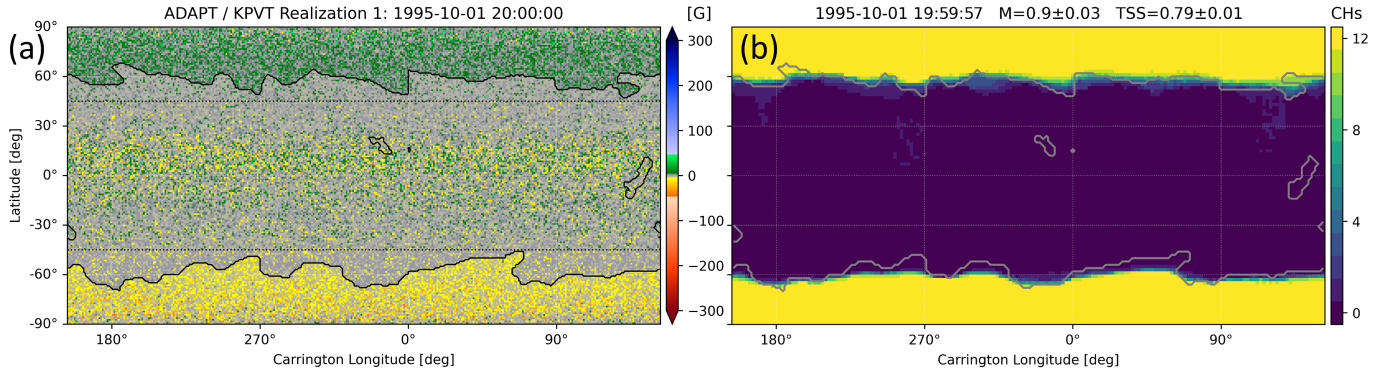 ADAPT / KPVT Realization 1: 1995-10-01 20:00:00
[G]
(a)
90°
60°
30°
0°
-30°
-60°
-90°
Latitude [deg]
180°
270°
0°
90°
Carrington Longitude [deg]
300
200
100
0
−100
−200
−300
1995-10-01 19:59:57 M=0.9±0.03 TSS=0.79±0.01
CHs
(b)
180°
270°
0°
90°
Carrington Longitude [deg]
12
8
4
0